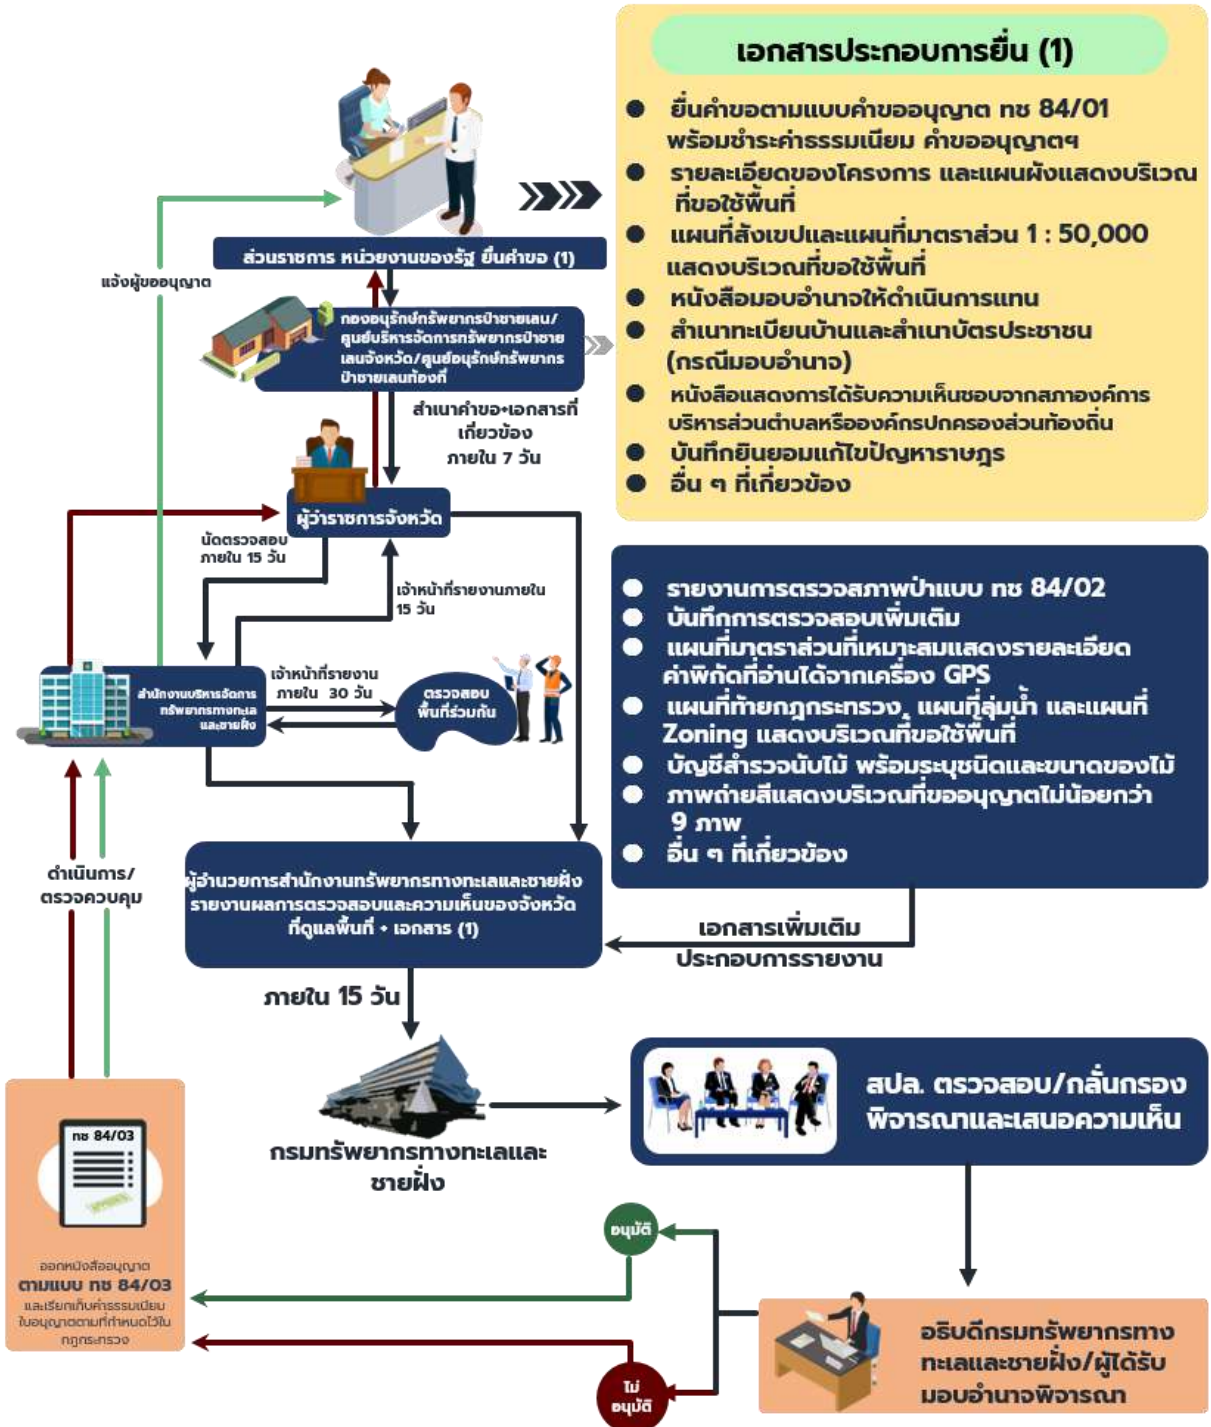 เอกสารประกอบการยื่น (1)
ยื่นคำขอตามแบบคำขออนุญาต ทช 84/01
พร้อมชำระค่าธรรมเนียม คำขออนุญาตฯ
รายละเอียดของโครงการ และแผนผังแสดงบริเวณ
ที่ขอใช้พื้นที่
แผนที่สังเขปและแผนที่มาตราส่วน 1 : 50,000
แสดงบริเวณที่ขอใช้พื้นที่
หนังสือมอบอำนาจให้ดำเนินการแทน
สำเนาทะเบียนบ้านและสำเนาบัตรประชาชน
(กรณีมอบอำนาจ)
หนังสือแสดงการได้รับความเห็นชอบจากสภาองค์การ
บริหารส่วนตำบลหรือองค์กรปกครองส่วนท้องถิ่น
บันทึกยินยอมแก้ไขปัญหาราษฎร
อื่น ๆ ที่เกี่ยวข้อง
ส่วนราชการ หน่วยงานของรัฐ ยื่นคำขอ (1)
แจ้งผู้ขออนุญาต
กองอนุรักษ์ทรัพยากรป่าชายเลน/
ศูนย์บริหารจัดการทรัพยากรป่าชาย
เลนจังหวัด/ศูนย์อนุรักษ์ทรัพยากร
ป่าชายเลนท้องที่
สำเนาคำขอ+เอกสารที่
เกี่ยวข้อง
ภายใน 7 วัน
ผู้ว่าราชการจังหวัด
นัดตรวจสอบ
ภายใน 15 วัน
เจ้าหน้าที่รายงานภายใน
15 วัน
สำนักงานบริหารจัดการ
ทรัพยากรทางทะเล
และชายฝั่ง
เจ้าหน้าที่รายงาน
ภายใน 30 วัน
ตรวจสอบ
พื้นที่ร่วมกัน
รายงานการตรวจสภาพป่าแบบ ทช 84/02
บันทึกการตรวจสอบเพิ่มเติม
แผนที่มาตราส่วนที่เหมาะสมแสดงรายละเอียด
ค่าพิกัดที่อ่านได้จากเครื่อง GPS
แผนที่ท้ายกฎกระทรวง แผนที่ลุ่มน้ำ และแผนที่
Zoning แสดงบริเวณที่ขอใช้พื้นที่
บัญชีสำรวจนับไม้ พร้อมระบุชนิดและขนาดของไม้
ภาพถ่ายสีแสดงบริเวณที่ขออนุญาตไม่น้อยกว่า
9 ภาพ
อื่น ๆ ที่เกี่ยวข้อง
ดำเนินการ/
ตรวจควบคุม
ผู้อำนวยการสำนักงานทรัพยากรทางทะเลและชายฝั่ง
รายงานผลการตรวจสอบและความเห็นของจังหวัด
ที่ดูแลพื้นที่ + เอกสาร (1)
เอกสารเพิ่มเติม
ประกอบการรายงาน
ภายใน 15 วัน
กรมทรัพยากรทางทะเลและ
ชายฝั่ง
สปล. ตรวจสอบ/กลั่นกรอง
พิจารณาและเสนอความเห็น
ทช 84/03
ออกหนังสืออนุญาต
ตามแบบ ทช 84/03
และเรียกเก็บค่าธรรมเนียม
ใบอนุญาตตามที่กำหนดไว้ใน
กฎกระทรวง
อนุมัติ
ไม่
อนุมัติ
อธิบดีกรมทรัพยากรทาง
ทะเลและชายฝั่ง/ผู้ได้รับ
มอบอำนาจพิจารณา